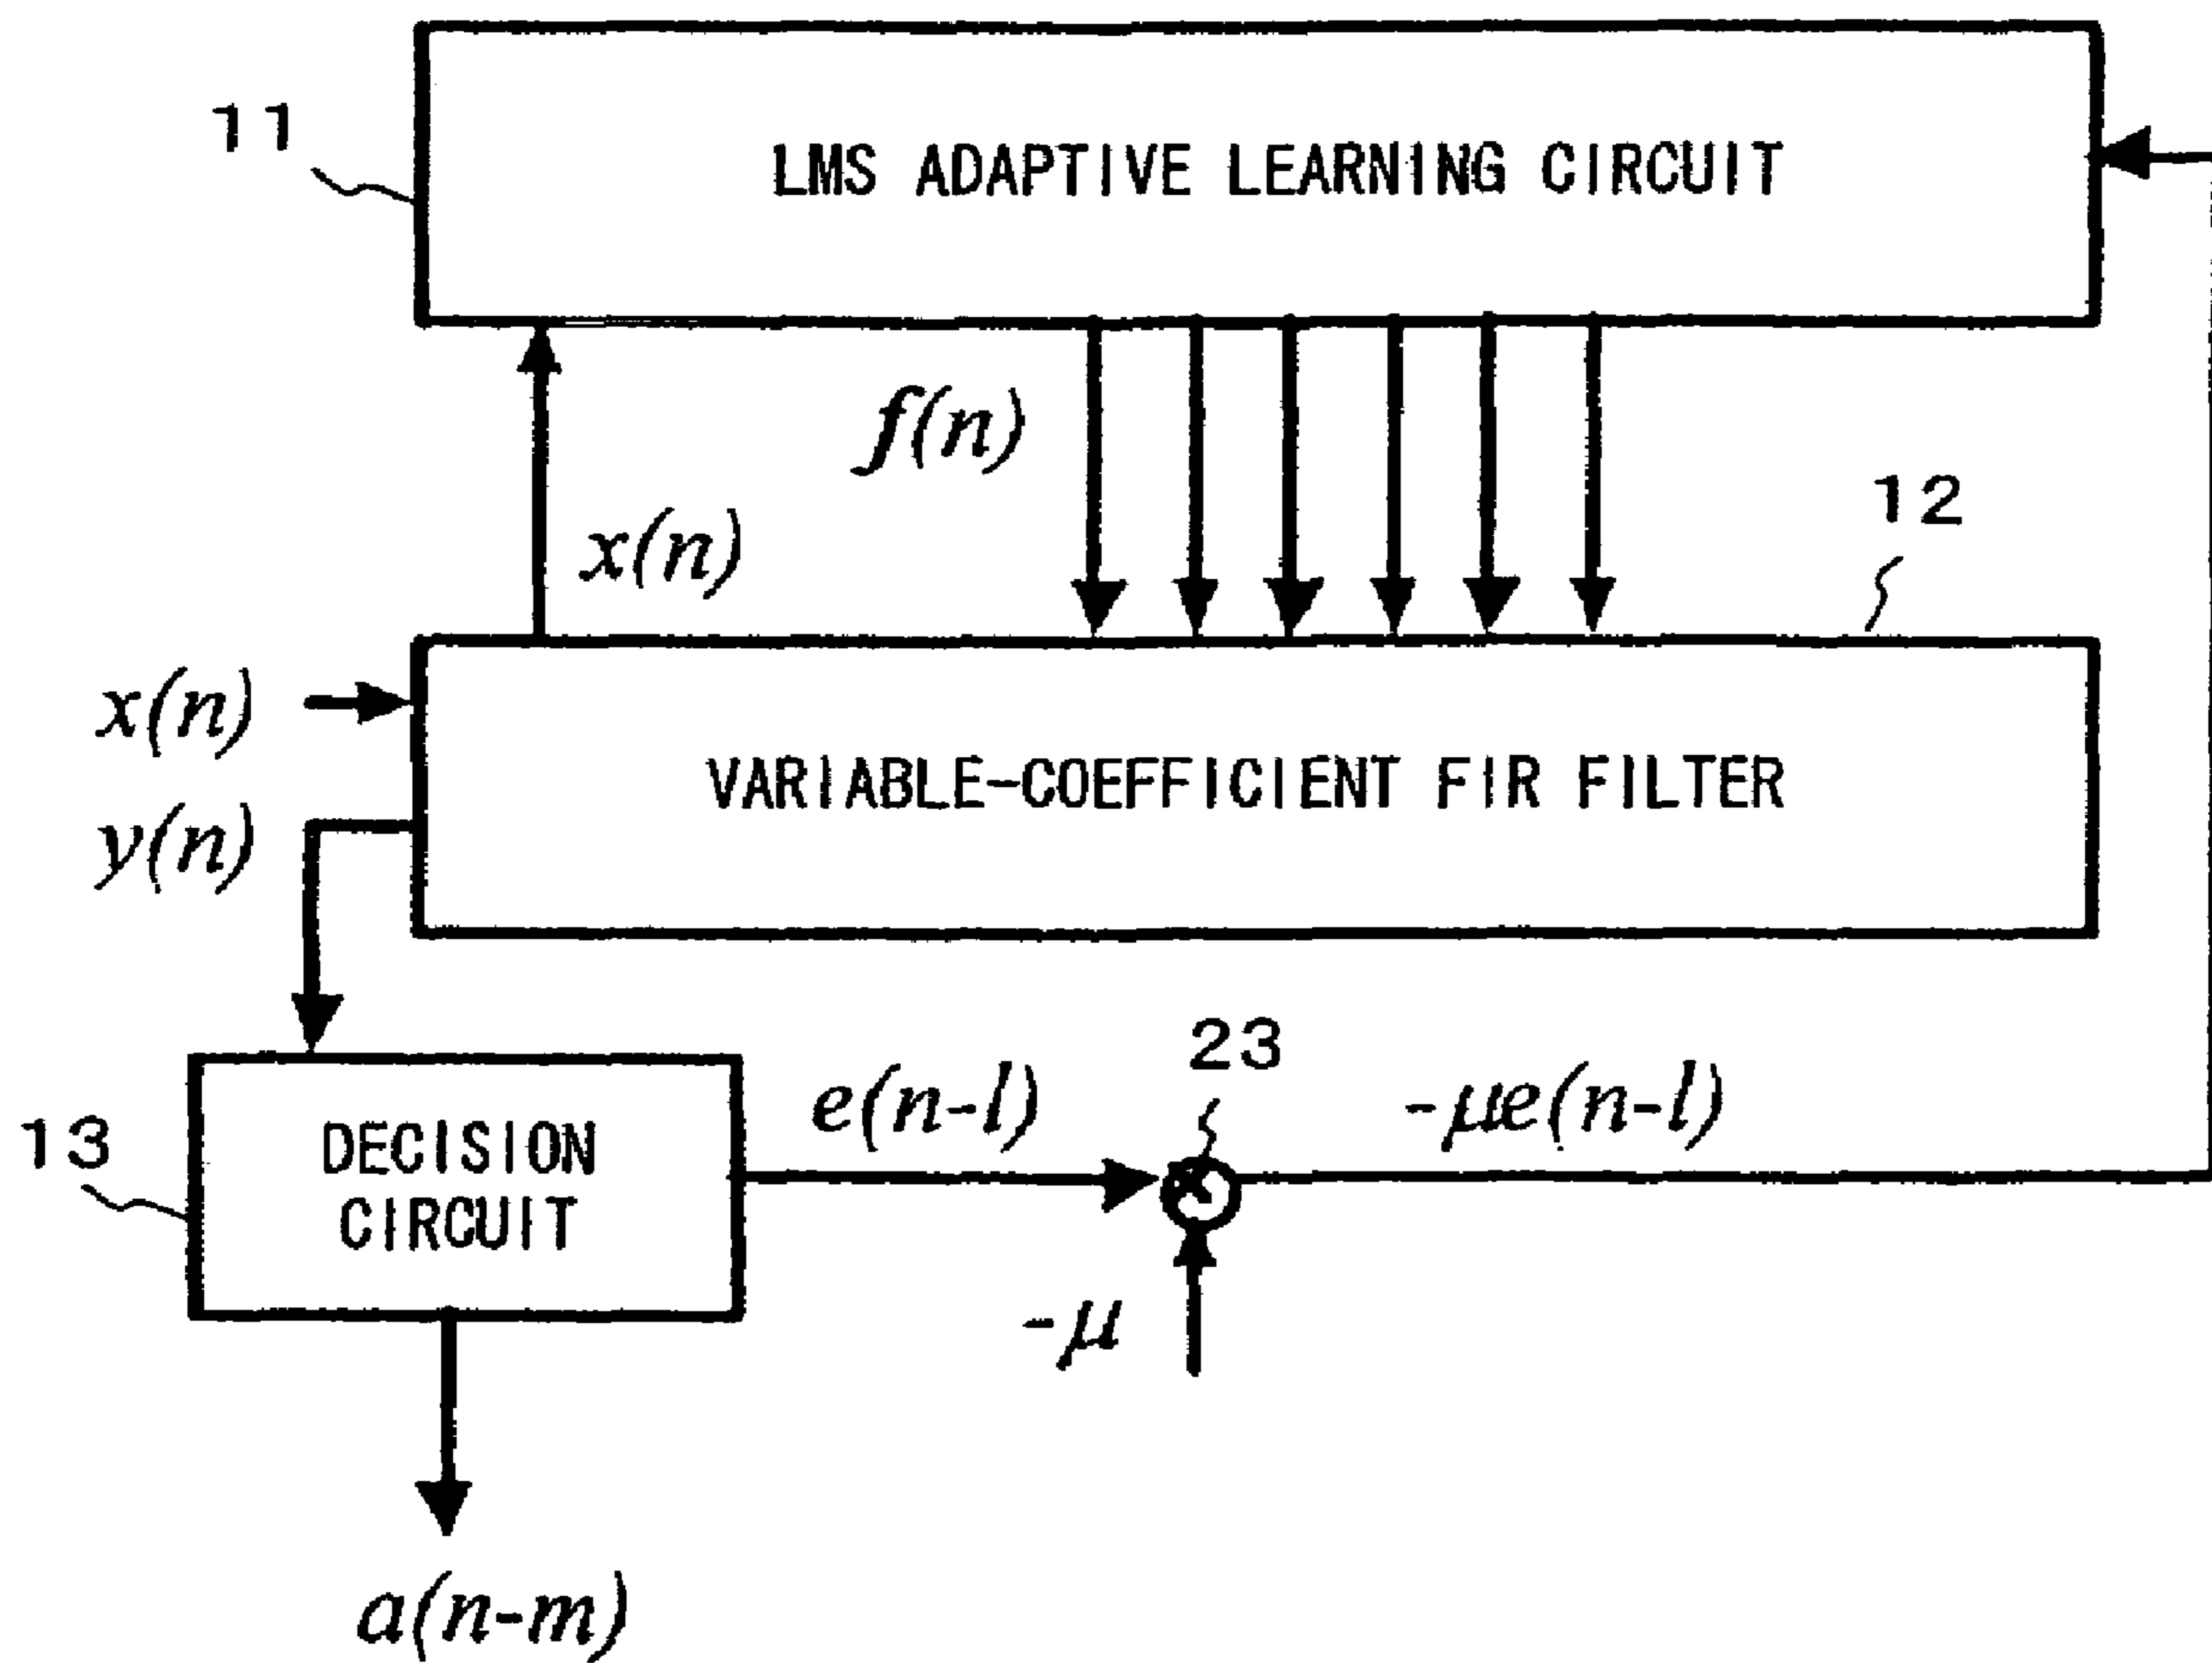 11
LMS ADAPTIVE LEARNING CIRCUIT
f(n)
x(n)
12
x(n)
VARIABLE-COEFFICIENT FIR FILTER
y(n)
23
e(n-l)
-μe(n-l)
13
DECISION
CIRCUIT
-μ
a(n-m)